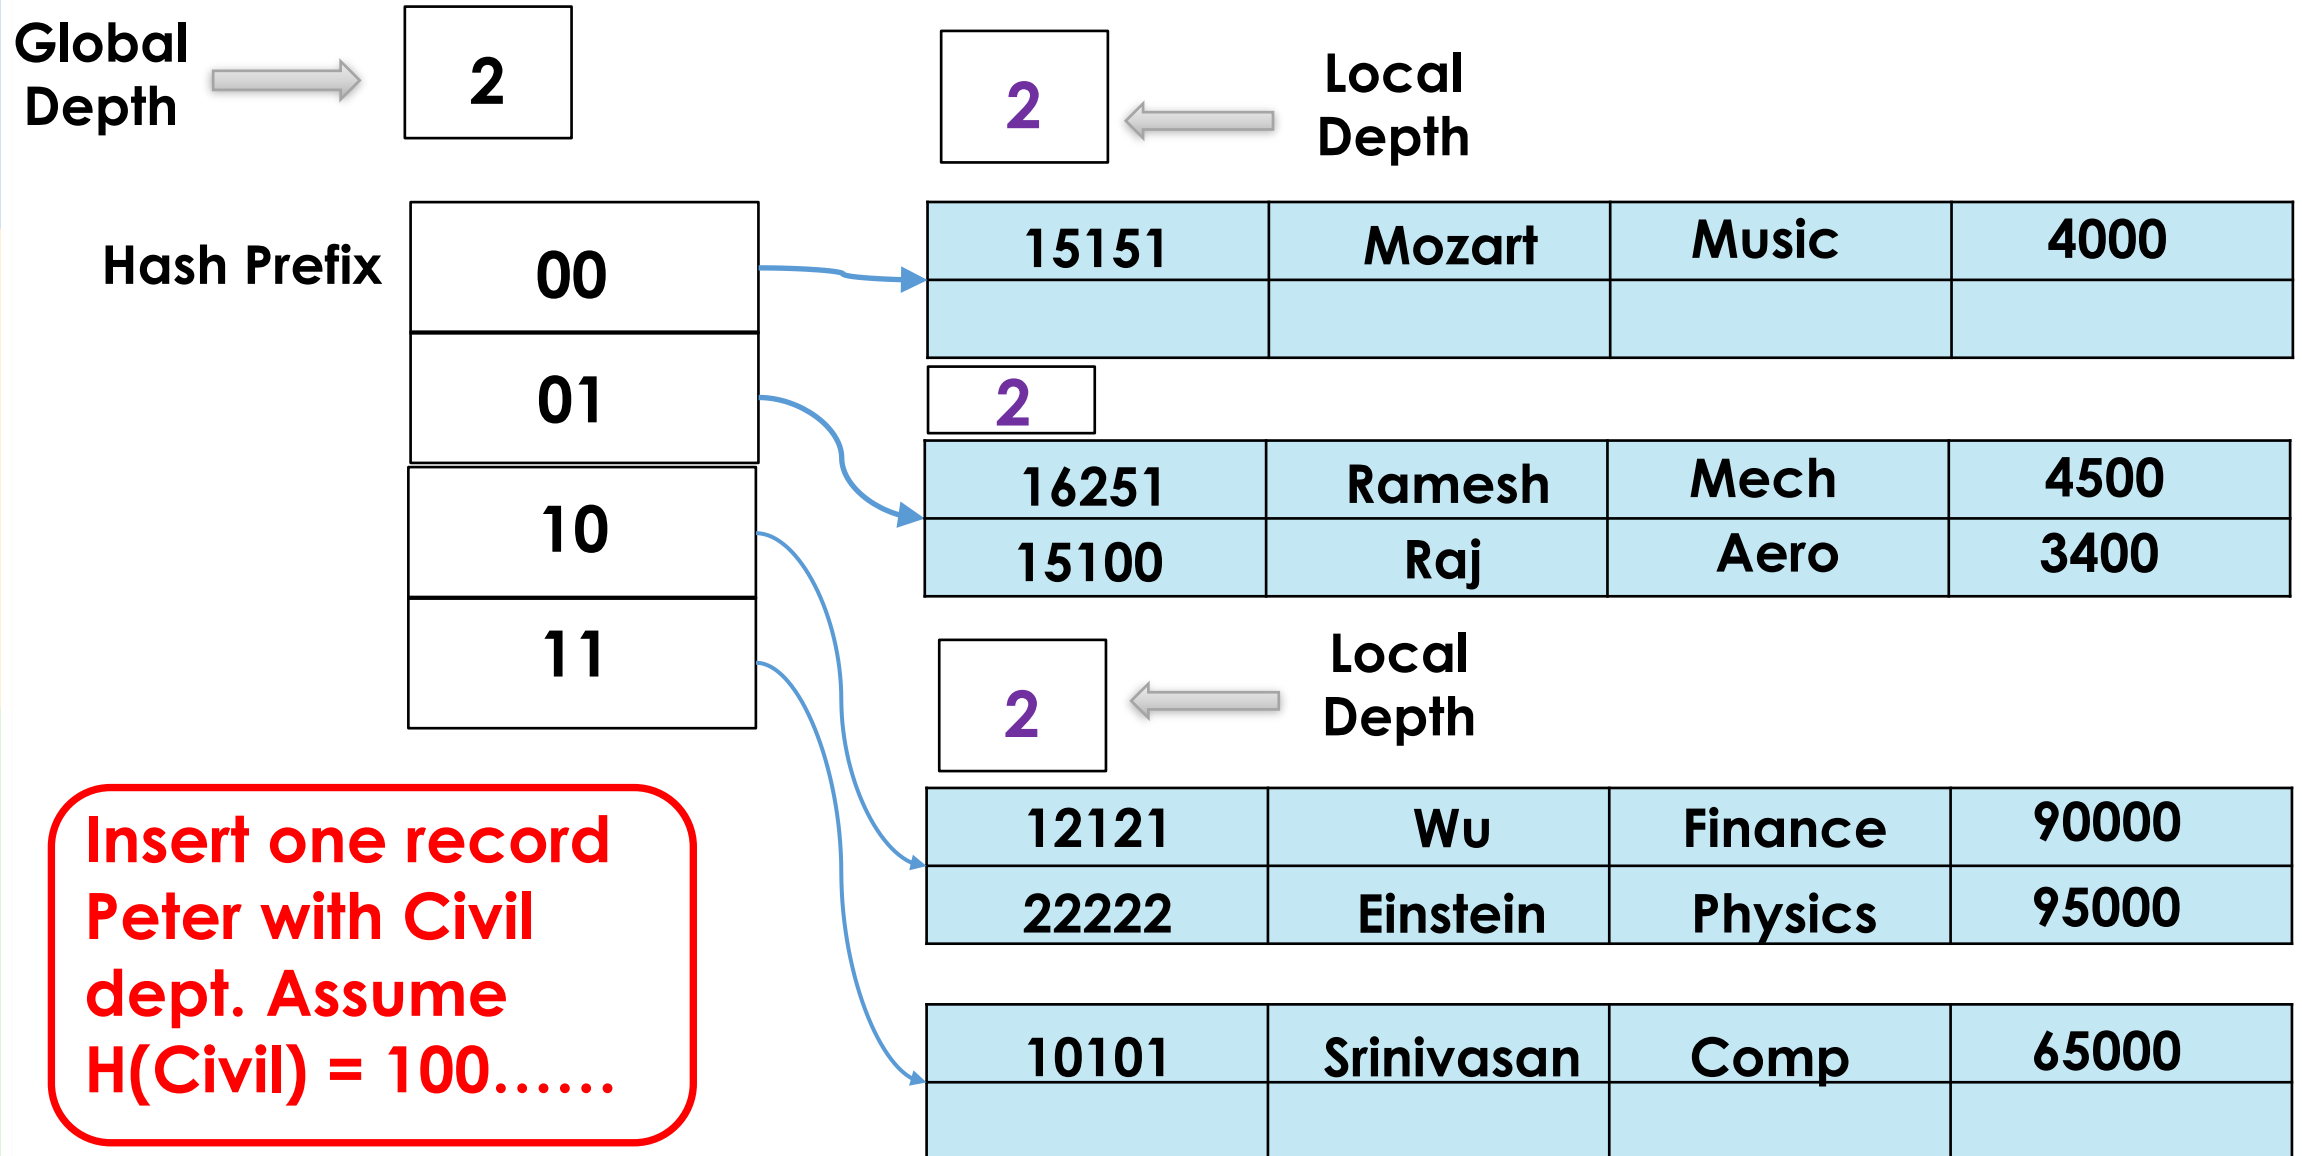 Global
Depth
2
2
Local
Depth
Hash Prefix
00
01
10
11
15151 Mozart Music 4000
2
16251 Ramesh Mech 4500
15100 Raj Aero 3400
2
Local
Depth
12121 Wu Finance 90000
22222 Einstein Physics 95000
10101 Srinivasan Comp 65000
Insert one record
Peter with Civil
dept. Assume
H(Civil) = 100......